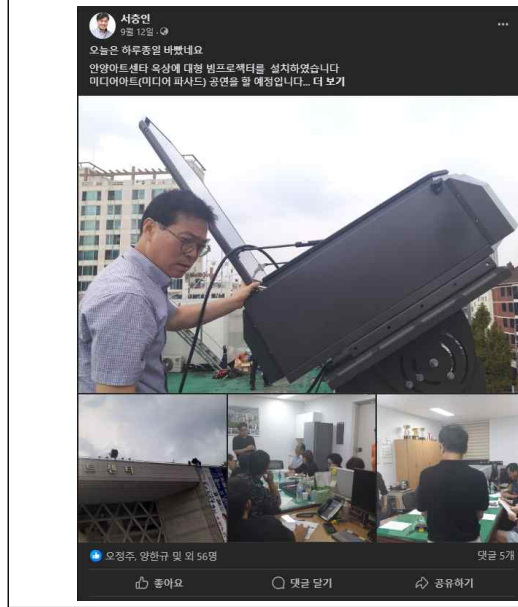 서충인
9월 12일 ·
오늘은 하루종일 바빴네요
안양아트센타 옥상에 대형 빔프로젝터를 설치하였습니다
미디어아트(미디어 파사드) 공연을 할 예정입니다... 더 보기
트센타
오정주, 양한규 및 외 56명
댓글 5개
좋아요
댓글 달기
공유하기